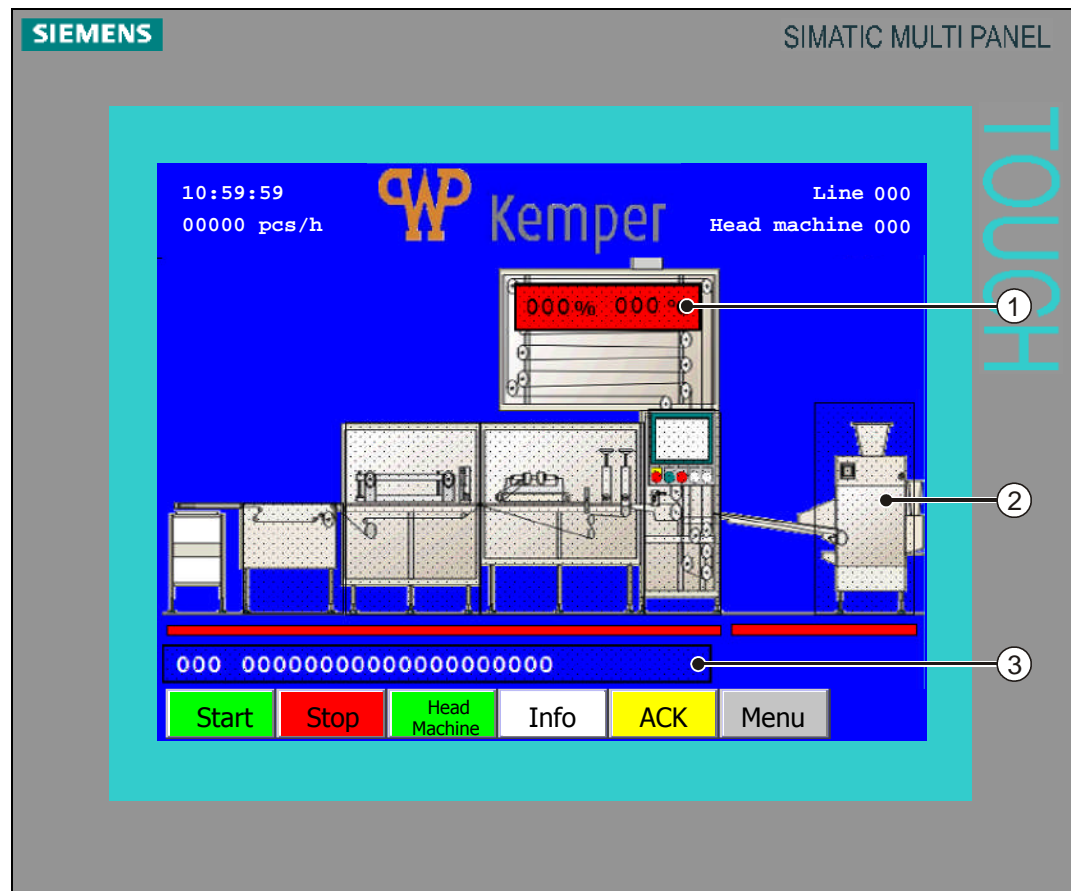 SIEMENS
SIMATIC MULTI PANEL
TOUCH
10:59:59
00000 pcs/h
WP Kemper
Line 000
Head machine 000
000% 000°
1
2
3
000 00000000000000000000
Start
Stop
Head
Machine
Info
ACK
Menu